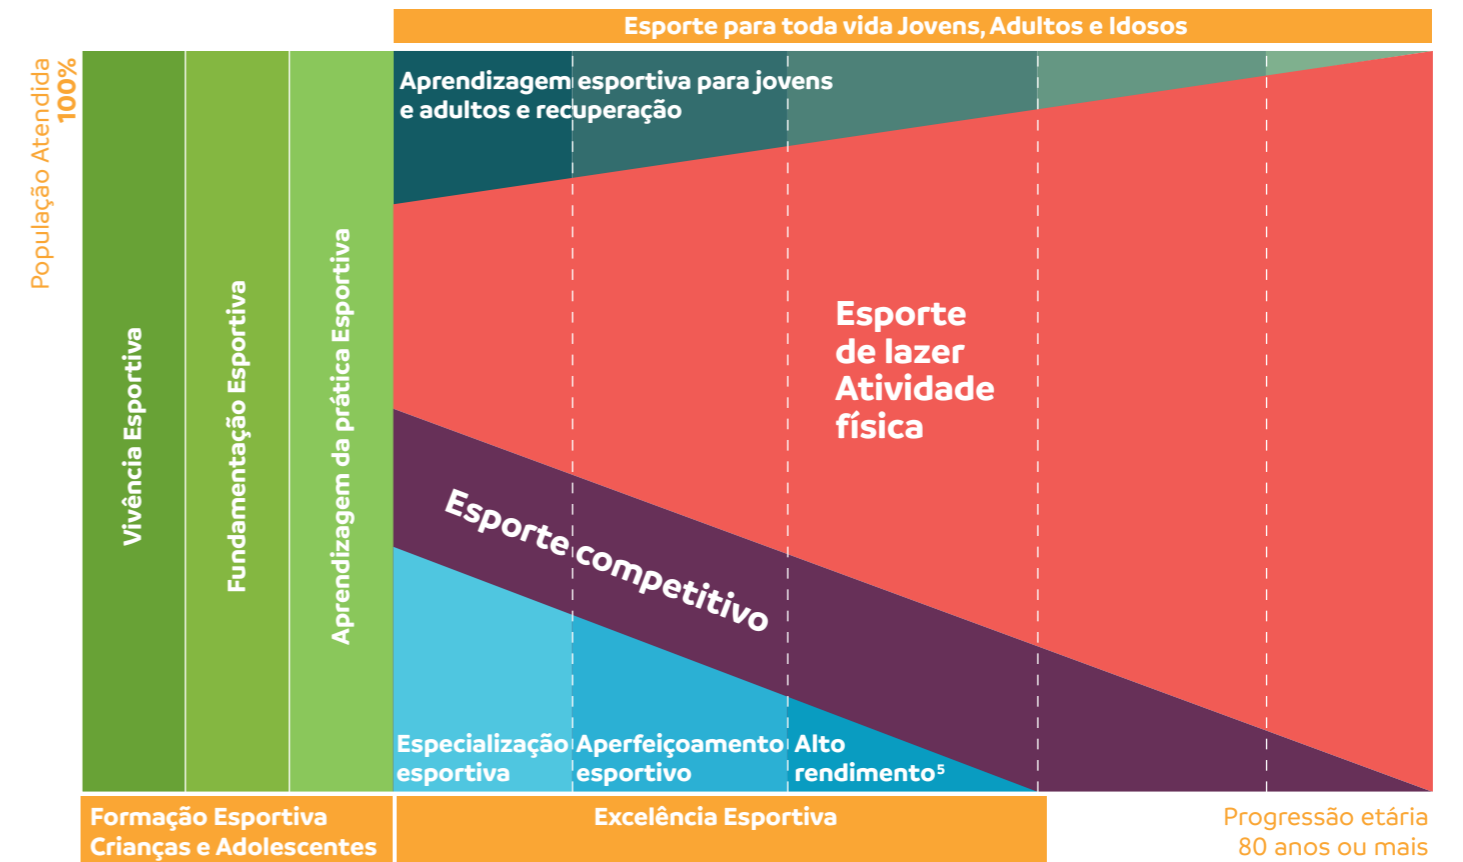 Esporte para toda vida Jovens, Adultos e Idosos
População Atendida
100%
Vivência Esportiva
Fundamentação Esportiva
Aprendizagem da prática Esportiva
Aprendizagem esportiva para jovens
e adultos e recuperação
Esporte
de lazer
Atividade
física
Esporte competitivo
Especialização
esportiva
Aperfeiçoamento
esportivo
Alto
rendimento⁵
Formação Esportiva
Crianças e Adolescentes
Excelência Esportiva
Progressão etária
80 anos ou mais